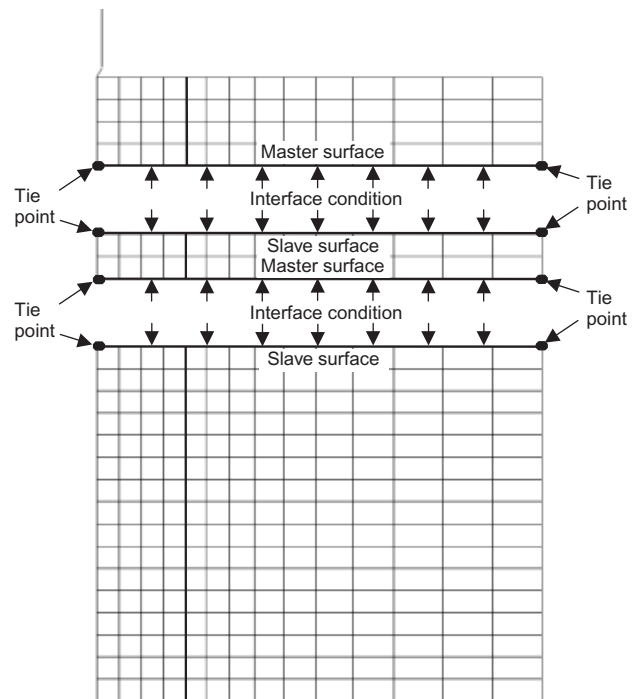 Master surface
Tie
point
Interface condition
Tie
point
Slave surface
Master surface
Tie
point
Interface condition
Tie
point
Slave surface